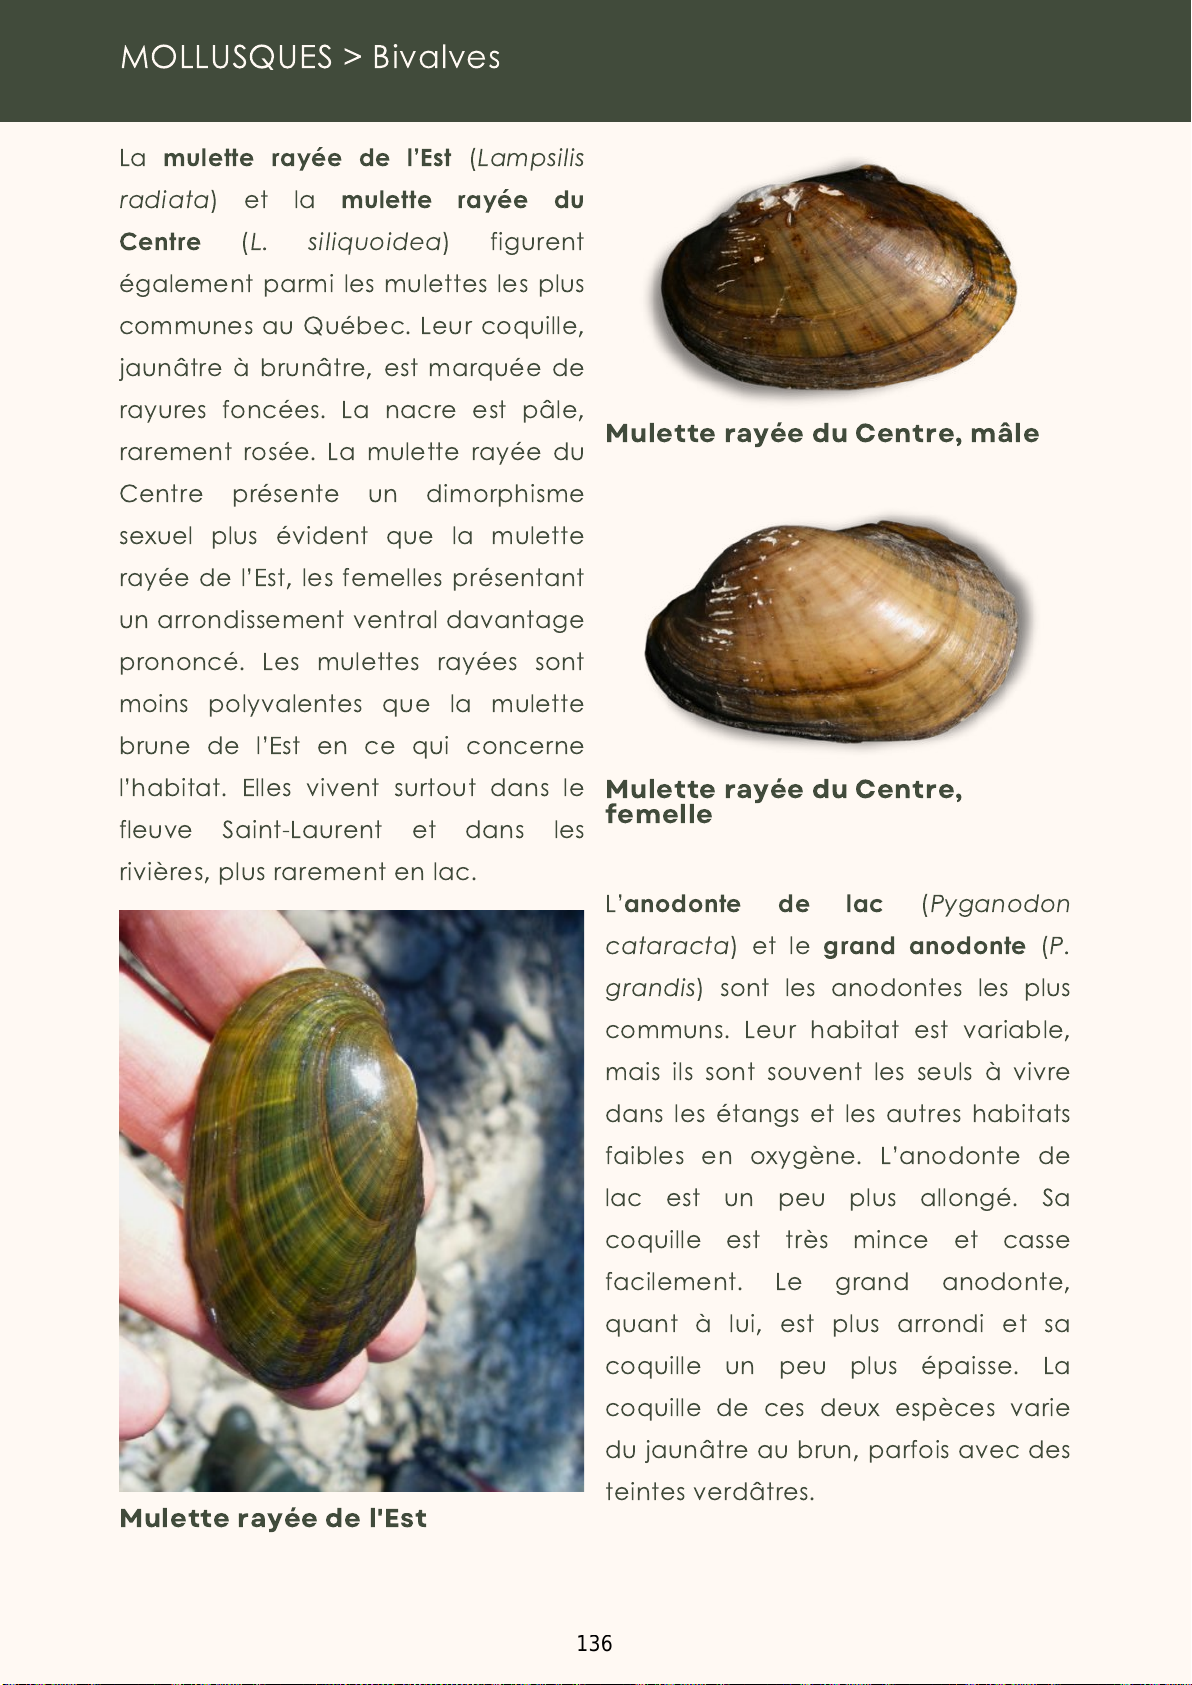 MOLLUSQUES > Bivalves
La mulette rayée de l’Est (Lampsilis
radiata) et la mulette rayée du
Centre (L. siliquoidea) figurent
également parmi les mulettes les plus
communes au Québec. Leur coquille,
jaunâtre à brunâtre, est marquée de
rayures foncées. La nacre est pâle,
rarement rosée. La mulette rayée du
Centre présente un dimorphisme
sexuel plus évident que la mulette
rayée de l’Est, les femelles présentant
un arrondissement ventral davantage
prononcé. Les mulettes rayées sont
moins polyvalentes que la mulette
brune de l’Est en ce qui concerne
l’habitat. Elles vivent surtout dans le
fleuve Saint-Laurent et dans les
rivières, plus rarement en lac.
Mulette rayée de l'Est
Mulette rayée du Centre, mâle
Mulette rayée du Centre,
femelle
L’anodonte de lac (Pyganodon
cataracta) et le grand anodonte (P.
grandis) sont les anodontes les plus
communs. Leur habitat est variable,
mais ils sont souvent les seuls à vivre
dans les étangs et les autres habitats
faibles en oxygène. L’anodonte de
lac est un peu plus allongé. Sa
coquille est très mince et casse
facilement. Le grand anodonte,
quant à lui, est plus arrondi et sa
coquille un peu plus épaisse. La
coquille de ces deux espèces varie
du jaunâtre au brun, parfois avec des
teintes verdâtres.
136